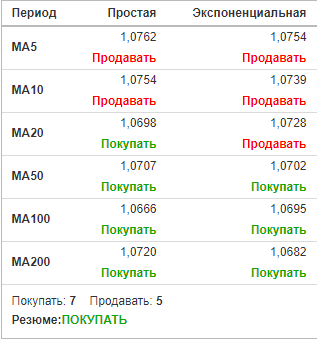 Период Простая Экспоненциальная
MA5 1,0762 1,0754
Продавать Продавать
MA10 1,0754 1,0739
Продавать Продавать
MA20 1,0698 1,0728
Покупать Продавать
MA50 1,0707 1,0702
Покупать Покупать
MA100 1,0666 1,0695
Покупать Покупать
MA200 1,0720 1,0682
Покупать Покупать
Покупать: 7 Продавать: 5
Резюме:ПОКУПАТЬ